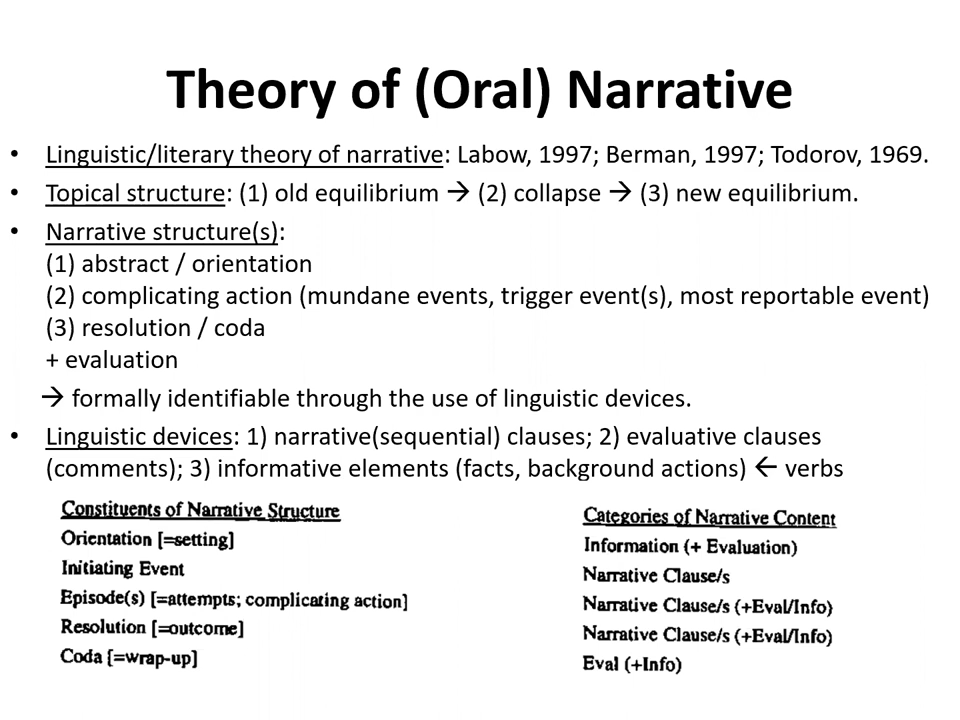 Theory of (Oral) Narrative
• Linguistic/literary theory of narrative: Labow, 1997; Berman, 1997; Todorov, 1969.
• Topical structure: (1) old equilibrium → (2) collapse → (3) new equilibrium.
• Narrative structure(s):
(1) abstract / orientation
(2) complicating action (mundane events, trigger event(s), most reportable event)
(3) resolution / coda
+ evaluation
→ formally identifiable through the use of linguistic devices.
• Linguistic devices: 1) narrative(sequential) clauses; 2) evaluative clauses
(comments); 3) informative elements (facts, background actions) ← verbs
Constituents of Narrative Structure
Orientation [=setting]
Initiating Event
Episode(s) [=attempts; complicating action]
Resolution [=outcome]
Coda [=wrap-up]
Categories of Narrative Content
Information (+ Evaluation)
Narrative Clause/s
Narrative Clause/s (+Eval/Info)
Narrative Clause/s (+Eval/Info)
Eval (+Info)